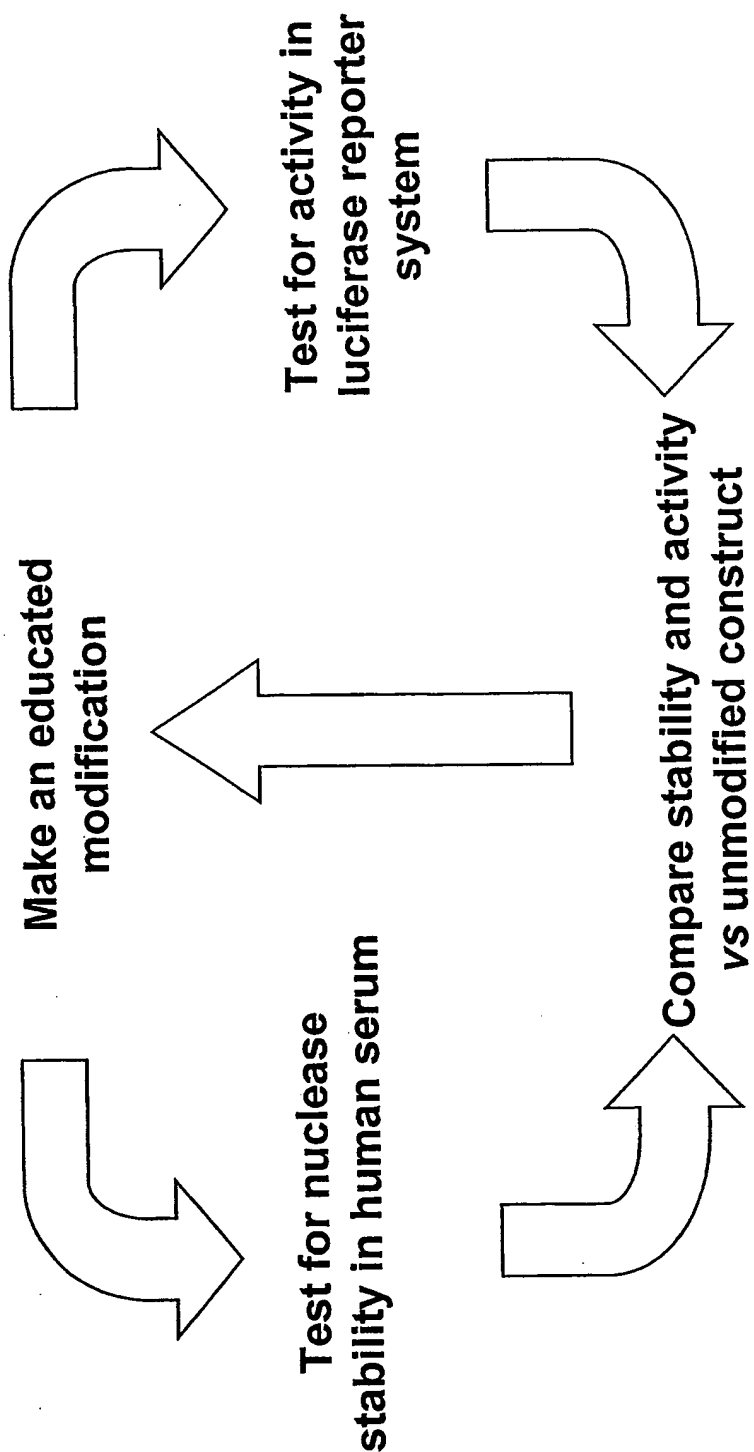 Make an educated
modification
Test for nuclease
stability in human serum
Test for activity in
luciferase reporter
system
Compare stability and activity
vs unmodified construct